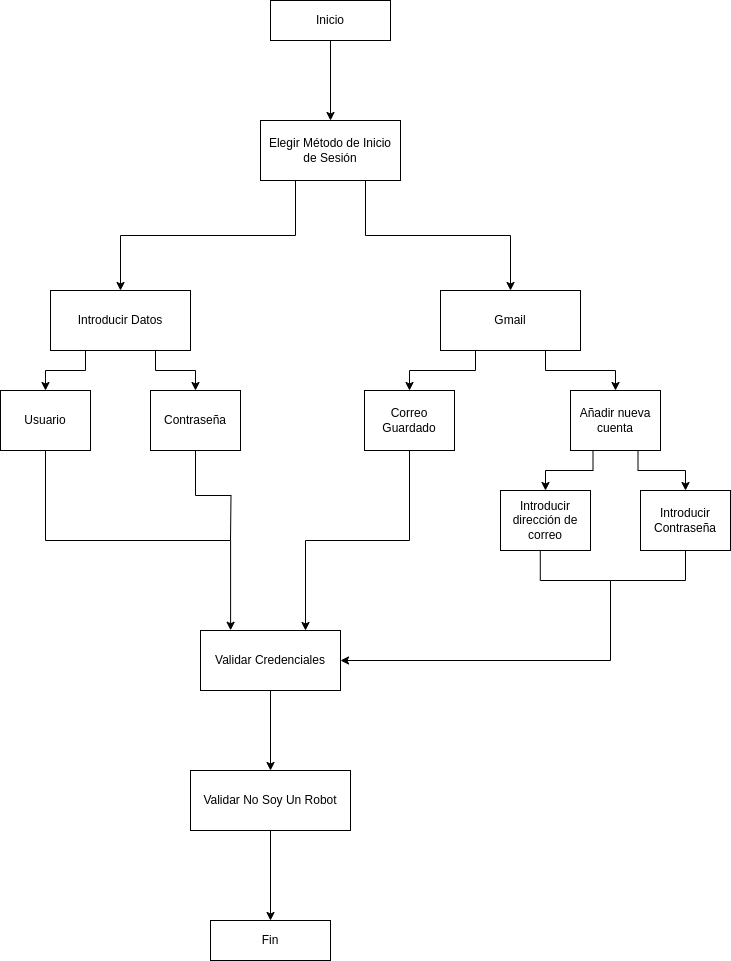 Inicio
Elegir Método de Inicio
de Sesión
Introducir Datos
Gmail
Usuario
Contraseña
Correo
Guardado
Añadir nueva
cuenta
Introducir
dirección de
correo
Introducir
Contraseña
Validar Credenciales
Validar No Soy Un Robot
Fin